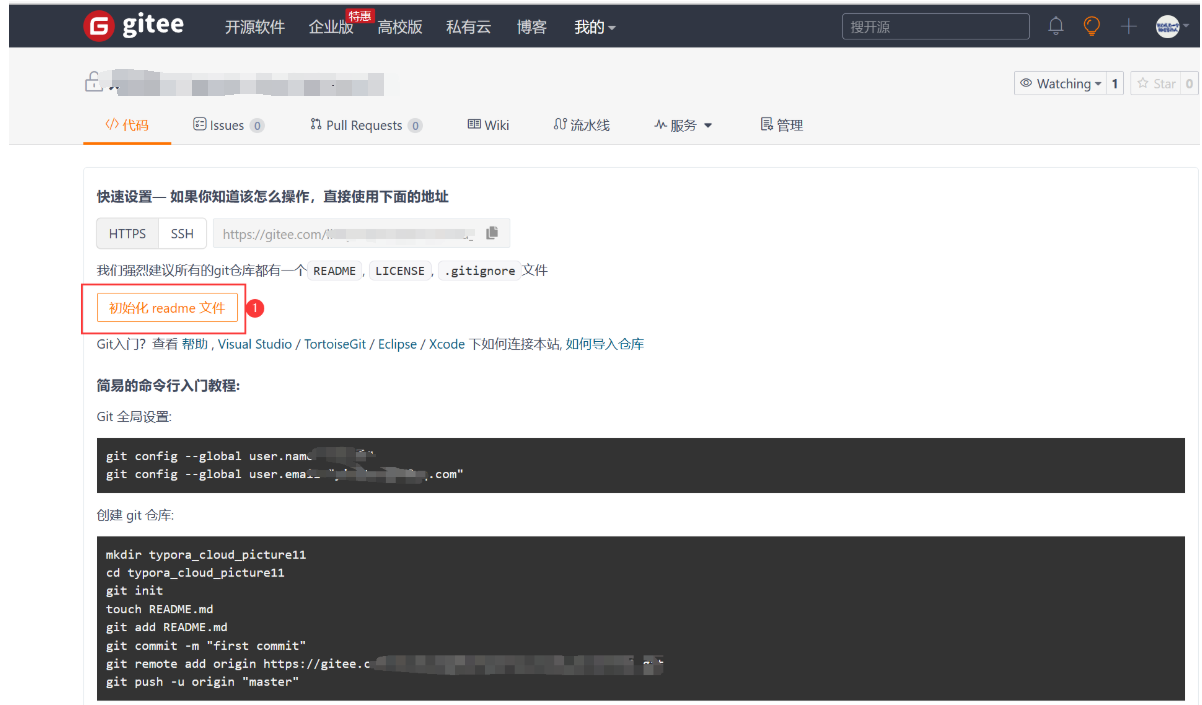 gitee 开源软件 企业版 特惠 高校版 私有云 博客 我的 搜开源
Watching 1 Star 0
代码 Issues 0 Pull Requests 0 Wiki 流水线 服务 管理
快速设置— 如果你知道该怎么操作，直接使用下面的地址
HTTPS SSH https://gitee.com/
我们强烈建议所有的git仓库都有一个 README , LICENSE , .gitignore 文件
初始化 readme 文件 1
Git入门？查看 帮助 , Visual Studio / TortoiseGit / Eclipse / Xcode 下如何连接本站, 如何导入仓库
简易的命令行入门教程:
Git 全局设置:
git config --global user.name
git config --global user.email .com"
创建 git 仓库:
mkdir typora_cloud_picture11
cd typora_cloud_picture11
git init
touch README.md
git add README.md
git commit -m "first commit"
git remote add origin https://gitee.c
git push -u origin "master"